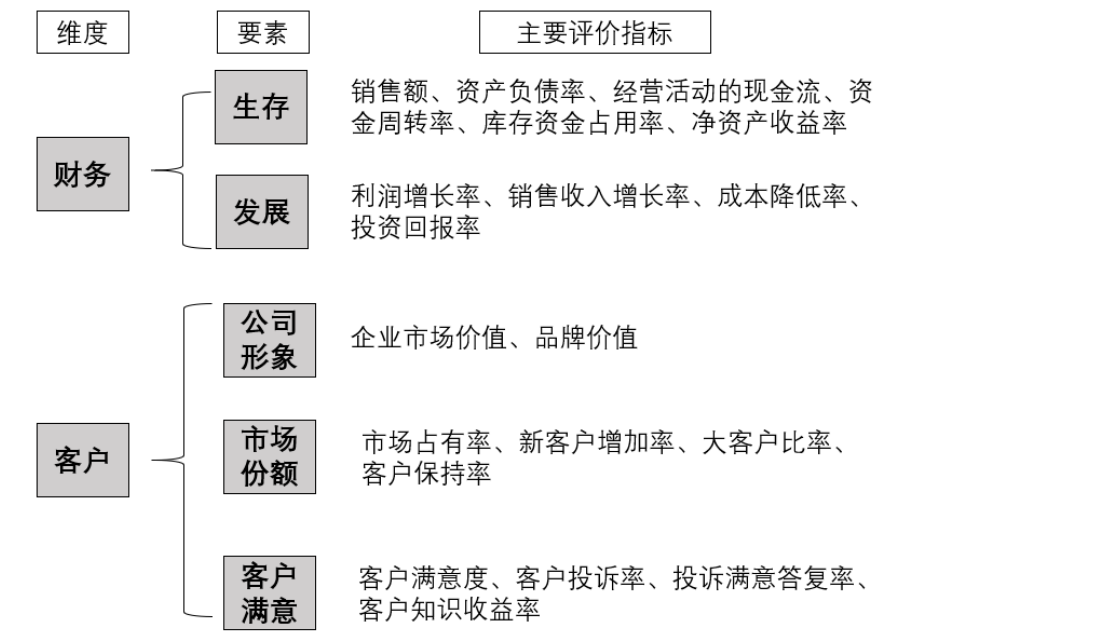 维度
要素
主要评价指标
财务
生存
销售额、资产负债率、经营活动的现金流、资
金周转率、库存资金占用率、净资产收益率
发展
利润增长率、销售收入增长率、成本降低率、
投资回报率
客户
公司
形象
企业市场价值、品牌价值
市场
份额
市场占有率、新客户增加率、大客户比率、
客户保持率
客户
满意
客户满意度、客户投诉率、投诉满意答复率、
客户知识收益率